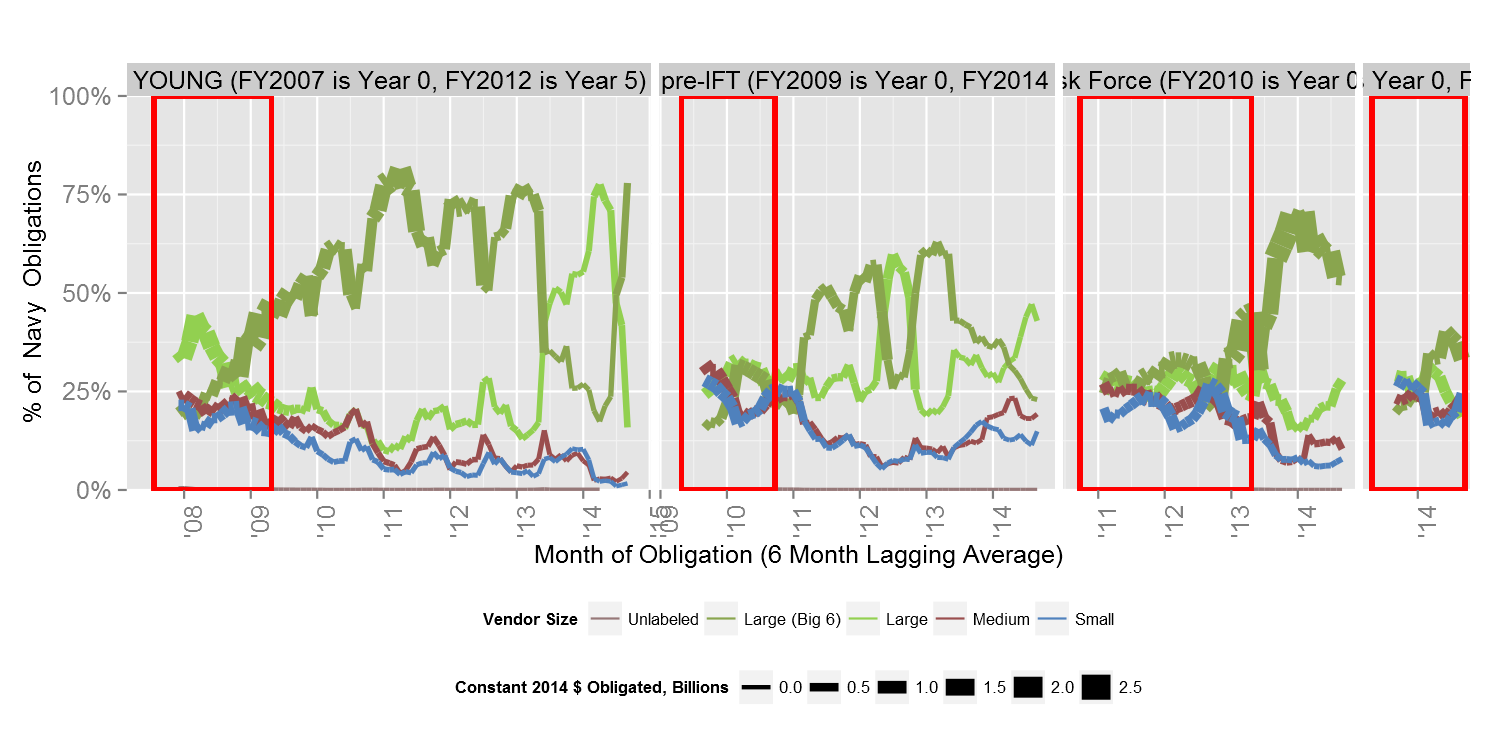 YOUNG (FY2007 is Year 0, FY2012 is Year 5)
pre-IFT (FY2009 is Year 0, FY2014
sk Force (FY2010 is Year 0
Year 0, F
100%
75%
50%
25%
0%
% of Navy Obligations
'08
'09
'10
'11
'12
'13
'14
'09
'10
'11
'12
'13
'14
'11
'12
'13
'14
'14
Month of Obligation (6 Month Lagging Average)
Vendor Size Unlabeled Large (Big 6) Large Medium Small
Constant 2014 $ Obligated, Billions 0.0 0.5 1.0 1.5 2.0 2.5